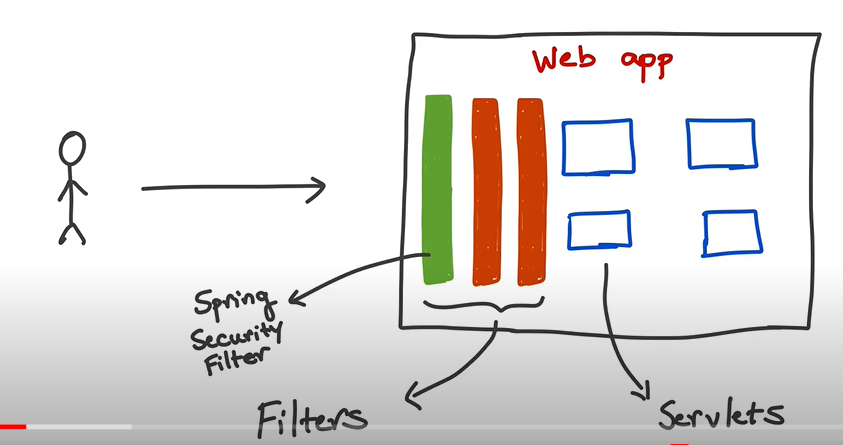 Web app
Spring
Security
Filter
Filters
Servlets